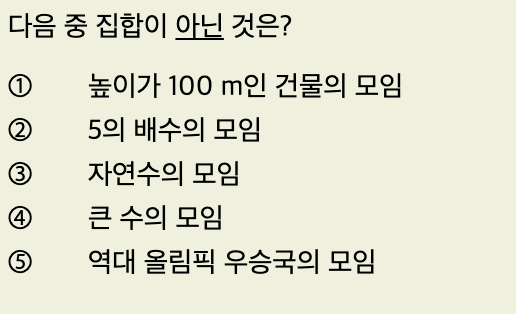 다음 중 집합이 아닌 것은?
① 높이가 100 m인 건물의 모임
② 5의 배수의 모임
③ 자연수의 모임
④ 큰 수의 모임
⑤ 역대 올림픽 우승국의 모임